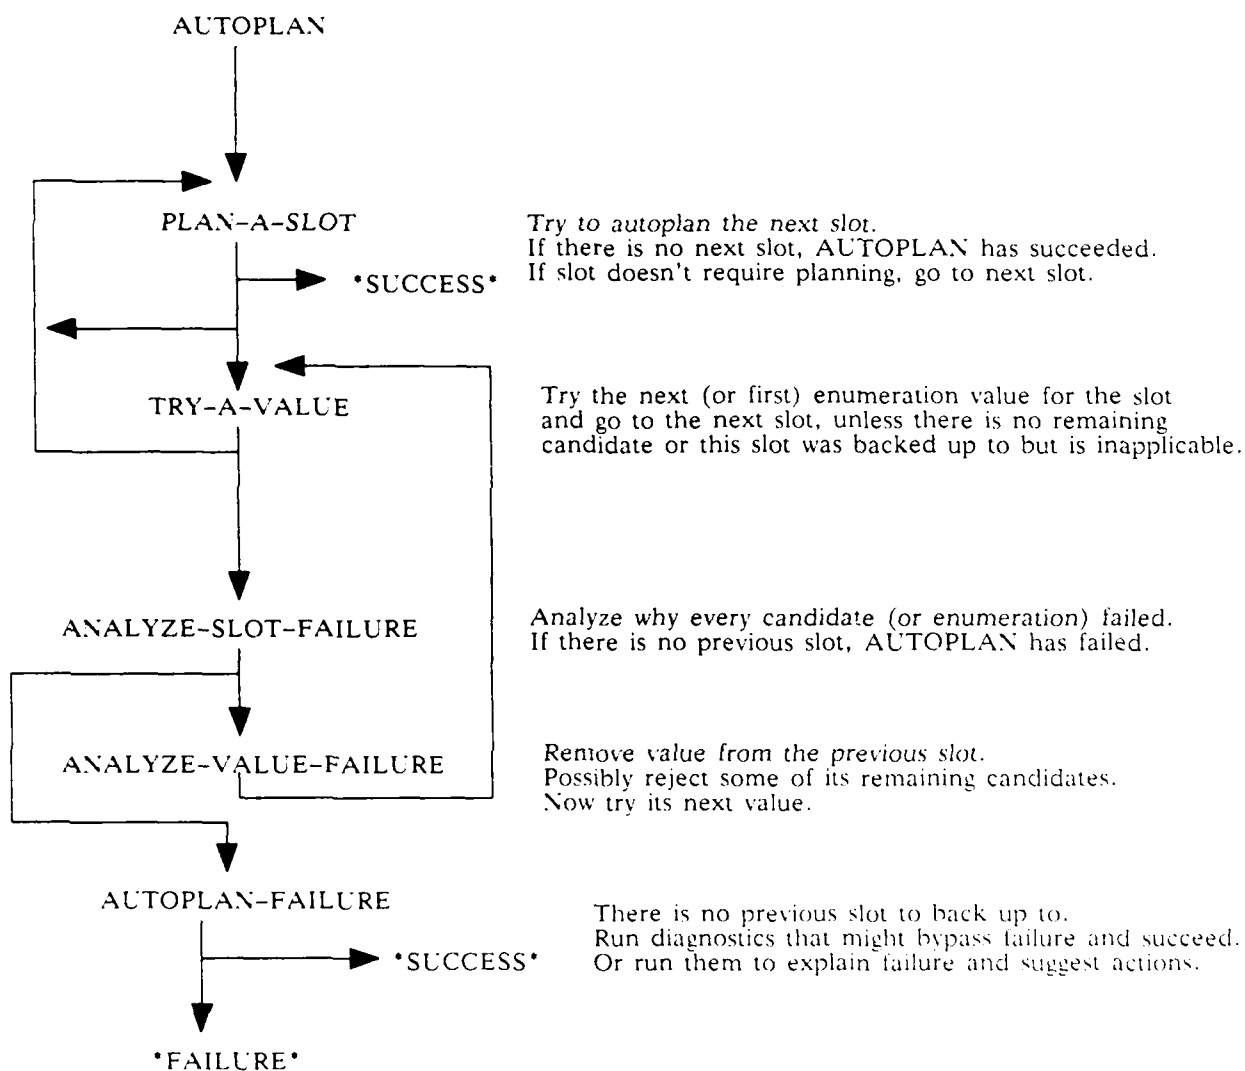 AUTOPLAN
PLAN-A-SLOT
Try to autoplan the next slot.
If there is no next slot, AUTOPLAN has succeeded.
If slot doesn't require planning, go to next slot.
*SUCCESS*
TRY-A-VALUE
Try the next (or first) enumeration value for the slot
and go to the next slot, unless there is no remaining
candidate or this slot was backed up to but is inapplicable.
ANALYZE-SLOT-FAILURE
Analyze why every candidate (or enumeration) failed.
If there is no previous slot, AUTOPLAN has failed.
ANALYZE-VALUE-FAILURE
Remove value from the previous slot.
Possibly reject some of its remaining candidates.
Now try its next value.
AUTOPLAN-FAILURE
There is no previous slot to back up to.
Run diagnostics that might bypass failure and succeed.
Or run them to explain failure and suggest actions.
*SUCCESS*
*FAILURE*